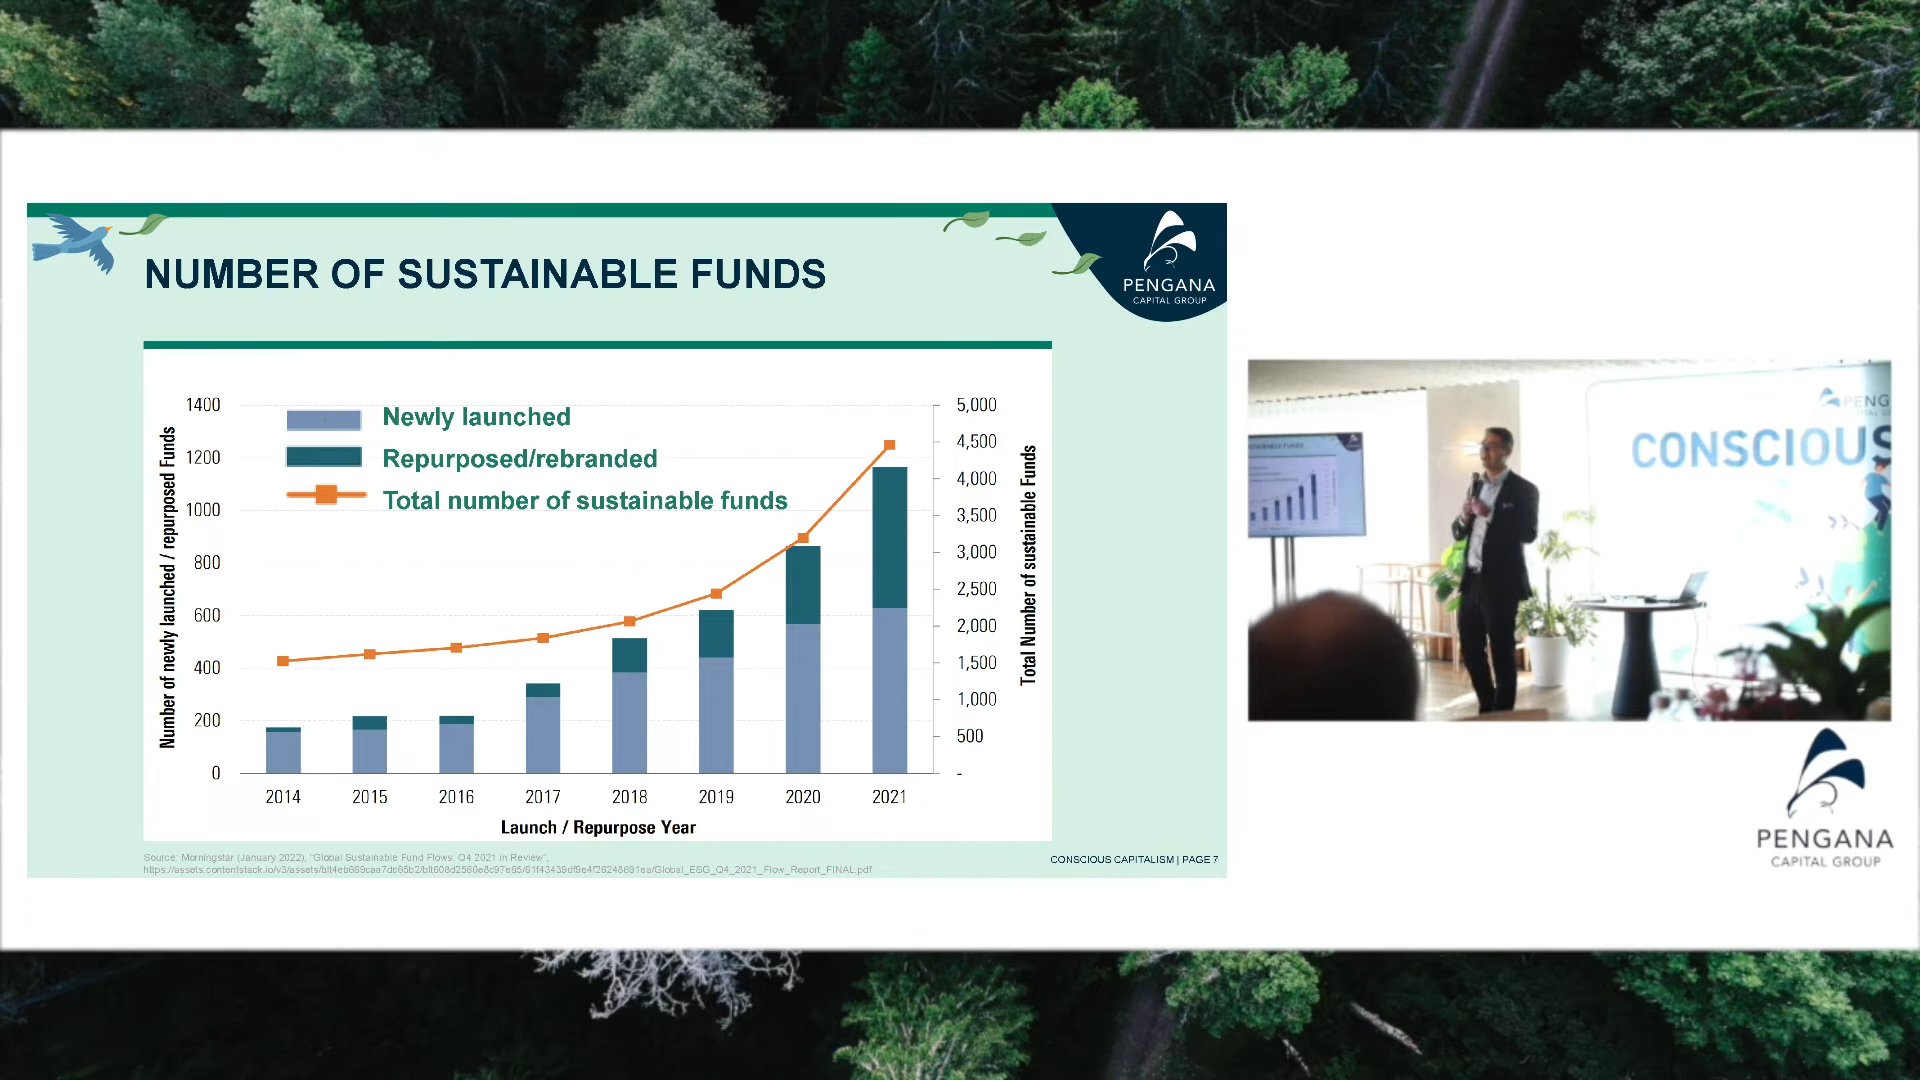 NUMBER OF SUSTAINABLE FUNDS
PENGANA
CAPITAL GROUP
Newly launched
Repurposed/rebranded
Total number of sustainable funds
Number of newly launched / repurposed Funds
1400
1200
1000
800
600
400
200
0
5,000
4,500
4,000
3,500
3,000
2,500
2,000
1,500
1,000
500
-
Total Number of sustainable Funds
2014 2015 2016 2017 2018 2019 2020 2021
Launch / Repurpose Year
Source: Morningstar (January 2022), "Global Sustainable Fund Flows: Q4 2021 in Review",
CONSCIOUS CAPITALISM | PAGE 7
PENG
CONSCIOUS
PENGANA
CAPITAL GROUP